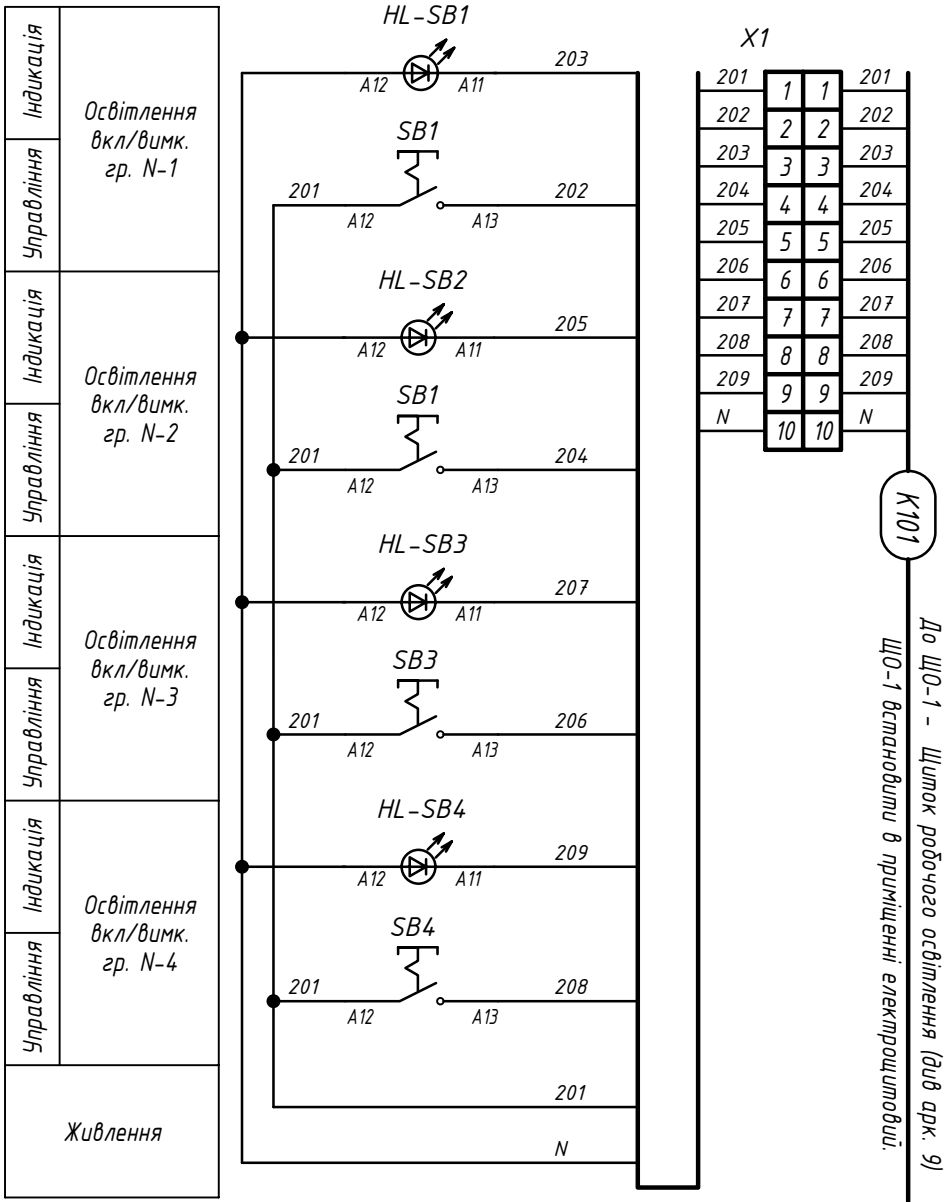 Індикація
Управління
Освітлення
вкл/вимк.
гр. N-1
Індикація
Управління
Освітлення
вкл/вимк.
гр. N-2
Індикація
Управління
Освітлення
вкл/вимк.
гр. N-3
Індикація
Управління
Освітлення
вкл/вимк.
гр. N-4
Живлення
HL-SB1
A12 A11 203
SB1
201 A12 A13 202
HL-SB2
A12 A11 205
SB1
201 A12 A13 204
HL-SB3
A12 A11 207
SB3
201 A12 A13 206
HL-SB4
A12 A11 209
SB4
201 A12 A13 208
201
N
X1
201 1 1 201
202 2 2 202
203 3 3 203
204 4 4 204
205 5 5 205
206 6 6 206
207 7 7 207
208 8 8 208
209 9 9 209
N 10 10 N
K101
До ЩО-1 - Щиток робочого освітлення (див арк. 9)
ЩО-1 встановити в приміщенні електрощитовий.